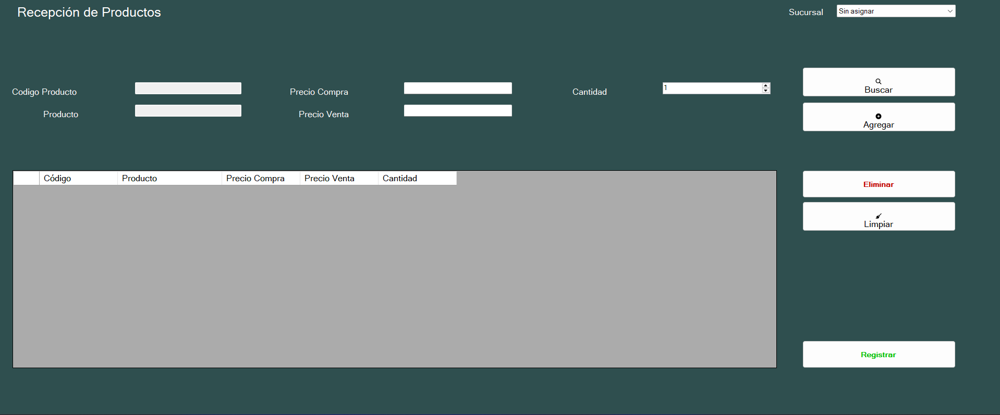 Recepción de Productos
Sucursal
Sin asignar
Codigo Producto
Precio Compra
Cantidad
1
Buscar
Producto
Precio Venta
Agregar
Código Producto Precio Compra Precio Venta Cantidad
Eliminar
Limpiar
Registrar